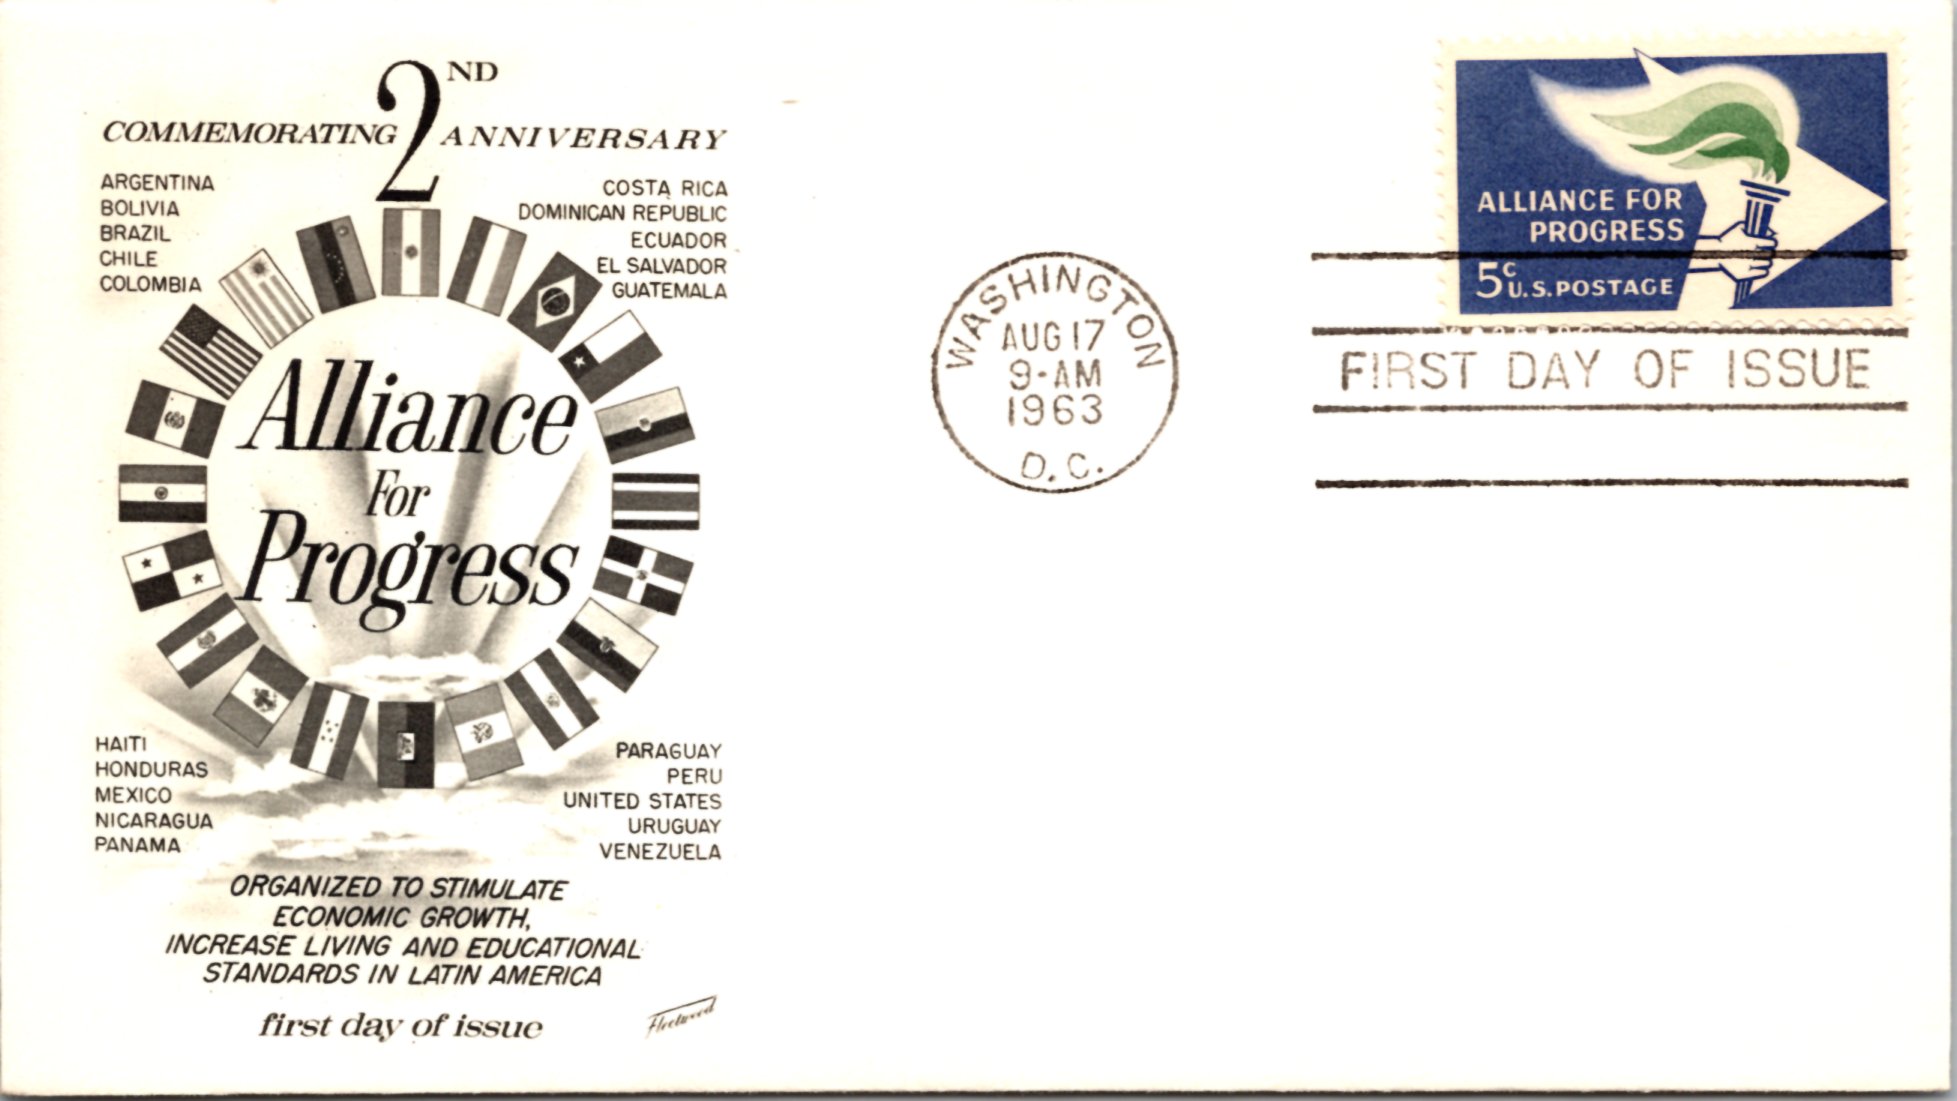 2ND
COMMEMORATING ANNIVERSARY
ARGENTINA
BOLIVIA
BRAZIL
CHILE
COLOMBIA
COSTA RICA
DOMINICAN REPUBLIC
ECUADOR
EL SALVADOR
GUATEMALA
Alliance
For
Progress
HAITI
HONDURAS
MEXICO
NICARAGUA
PANAMA
PARAGUAY
PERU
UNITED STATES
URUGUAY
VENEZUELA
ORGANIZED TO STIMULATE
ECONOMIC GROWTH,
INCREASE LIVING AND EDUCATIONAL
STANDARDS IN LATIN AMERICA
first day of issue
Fleetwood
WASHINGTON
AUG 17
9-AM
1963
D.C.
ALLIANCE FOR
PROGRESS
5c U.S. POSTAGE
FIRST DAY OF ISSUE